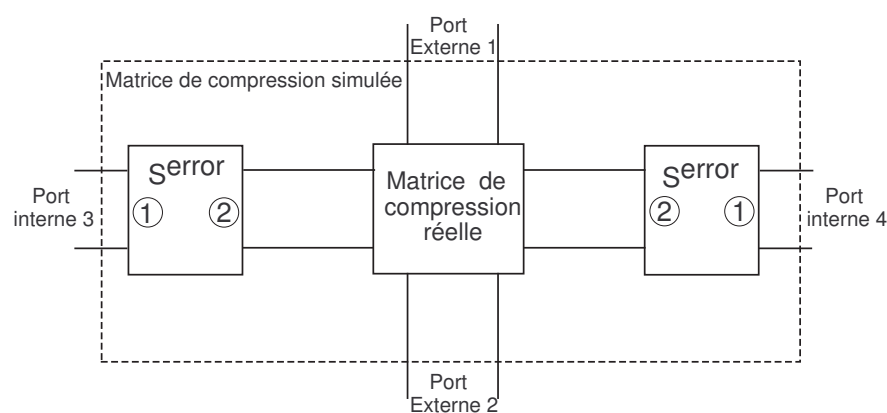 Port
Externe 1
Matrice de compression simulée
Serror
Serror
Matrice de
compression
réelle
Port
interne 3
1 2
2 1
Port
interne 4
Port
Externe 2